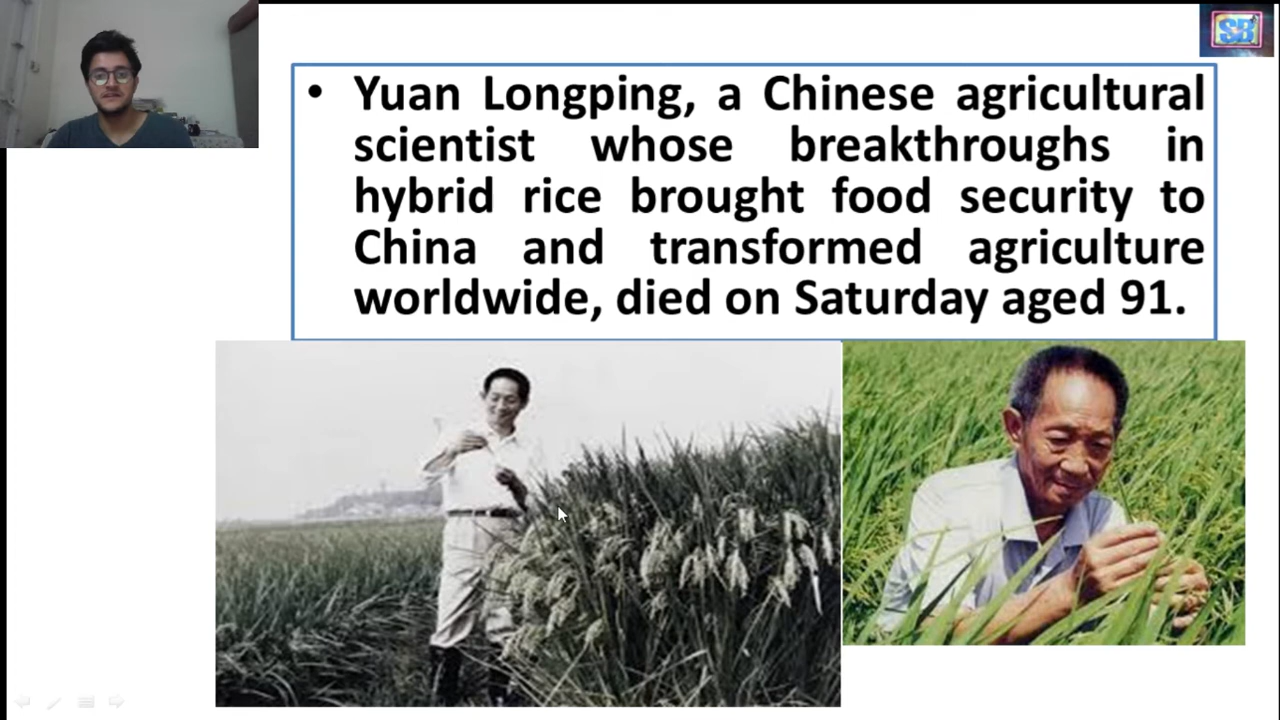 SB
• Yuan Longping, a Chinese agricultural
scientist whose breakthroughs in
hybrid rice brought food security to
China and transformed agriculture
worldwide, died on Saturday aged 91.